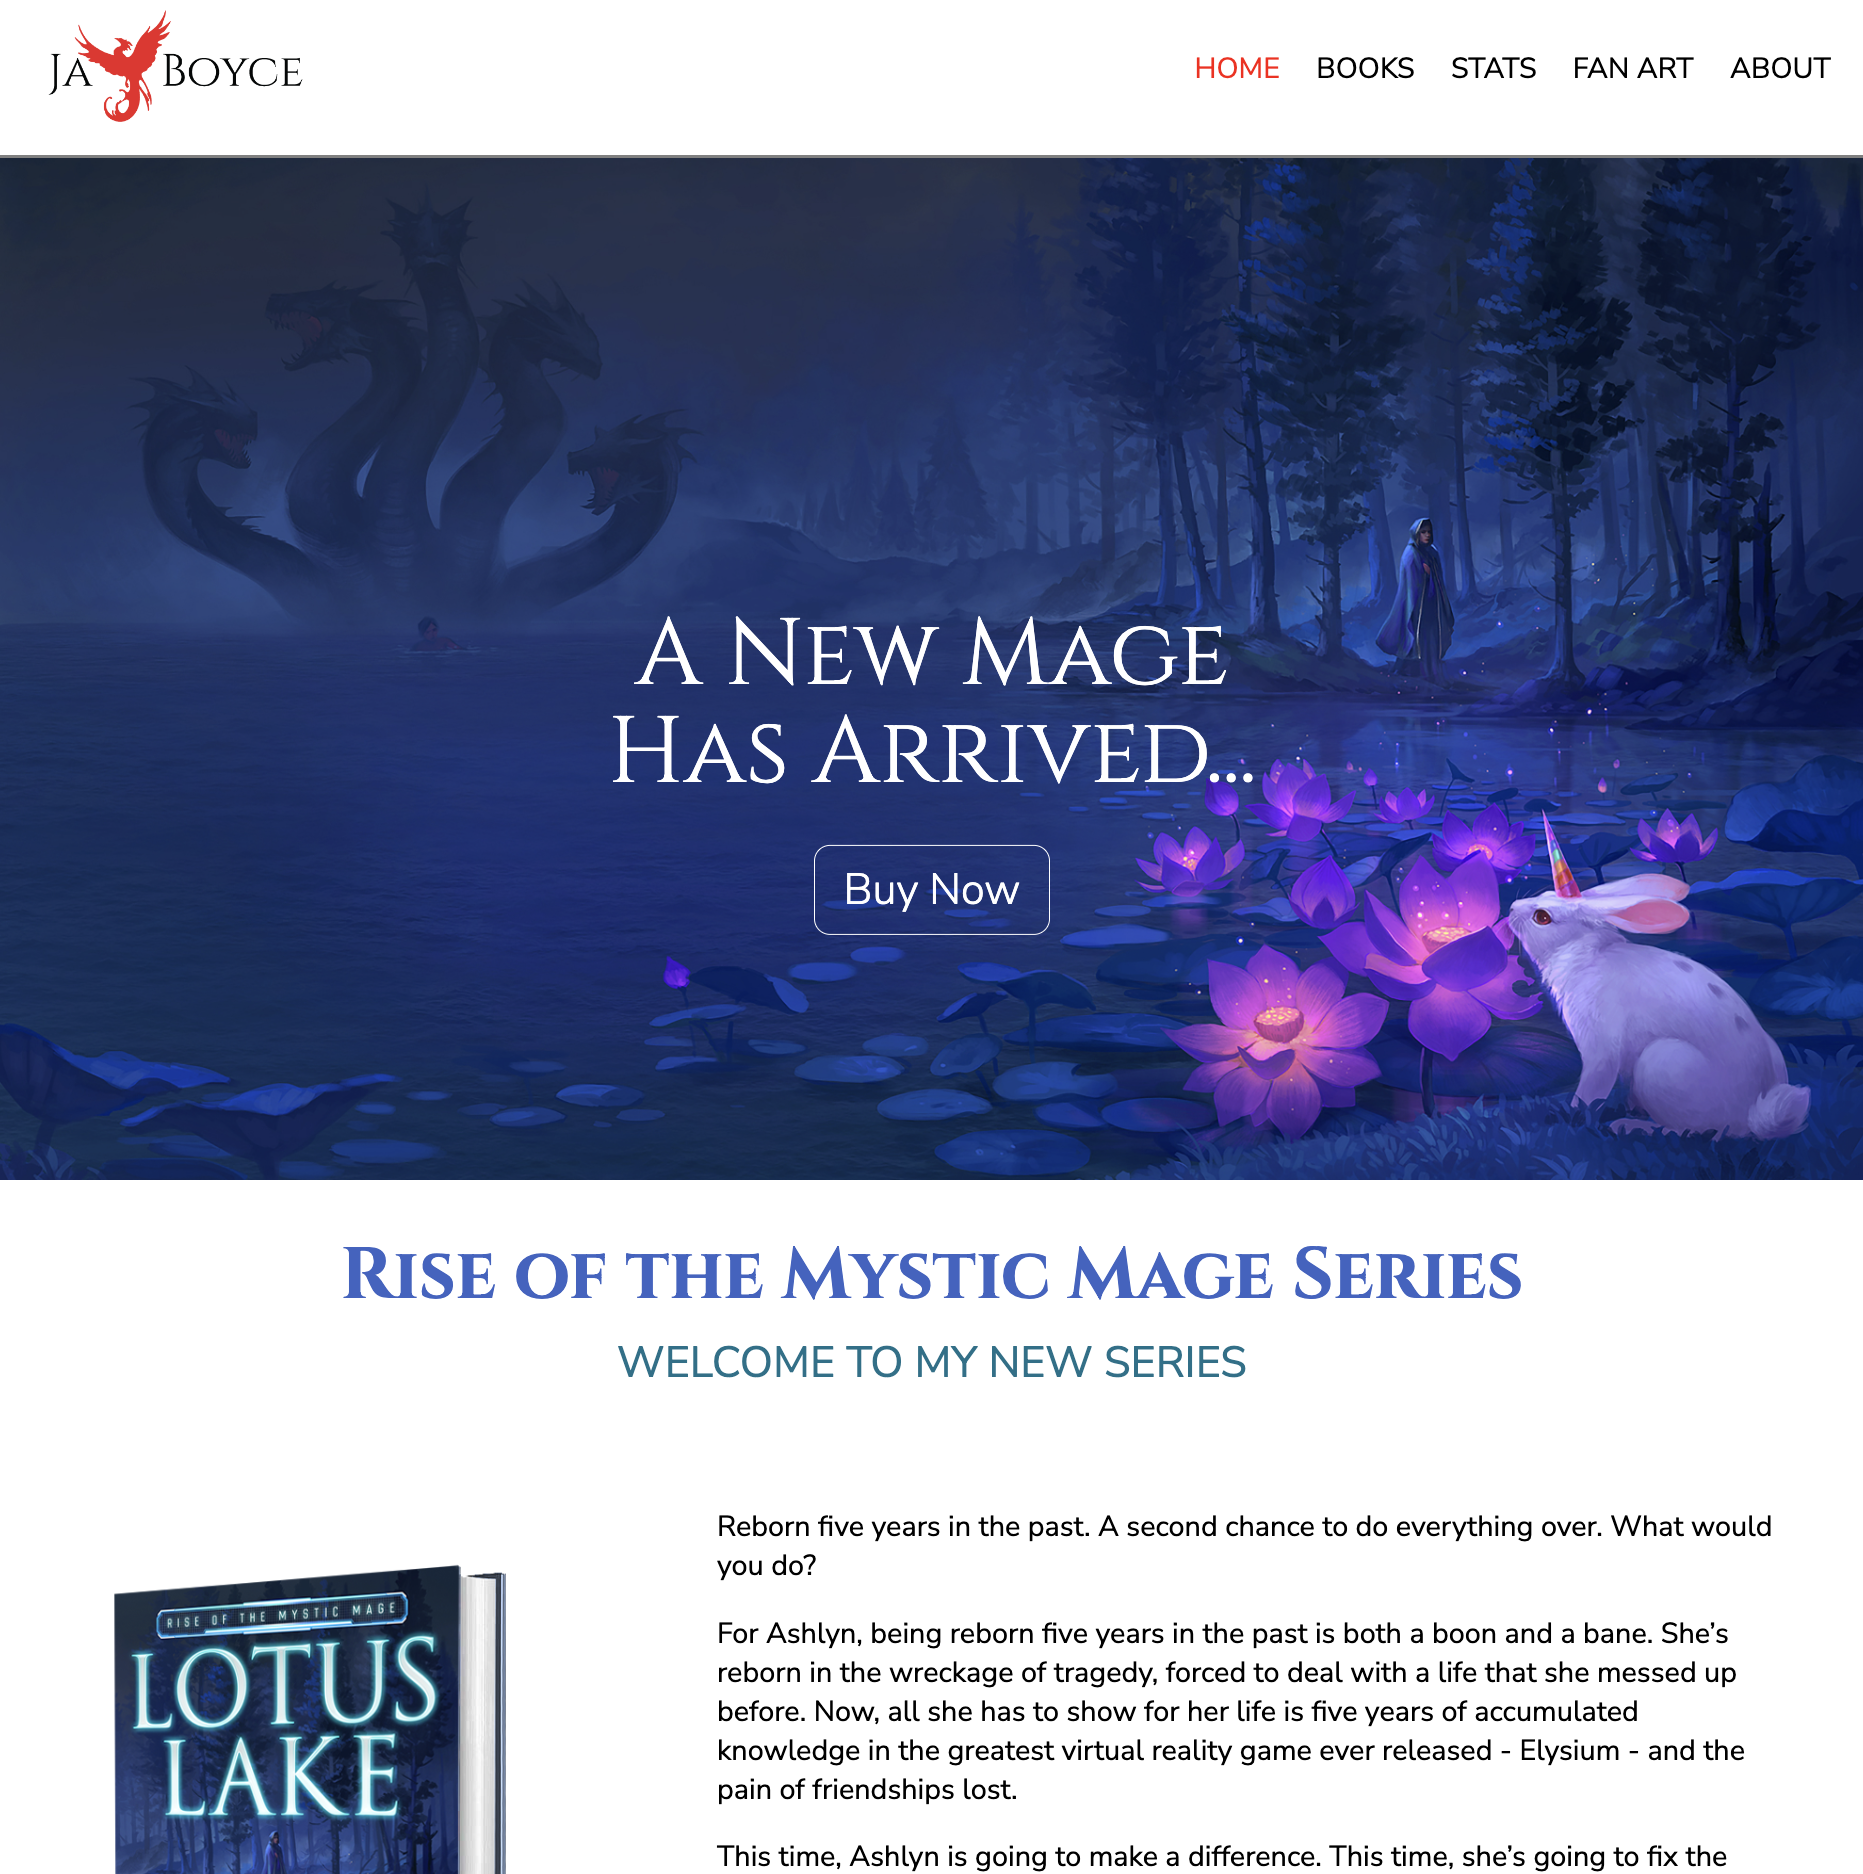 JAY BOYCE
HOME BOOKS STATS FAN ART ABOUT
A New Mage
Has Arrived...
Buy Now
Rise of the Mystic Mage Series
WELCOME TO MY NEW SERIES
Reborn five years in the past. A second chance to do everything over. What would
you do?
For Ashlyn, being reborn five years in the past is both a boon and a bane. She’s
reborn in the wreckage of tragedy, forced to deal with a life that she messed up
before. Now, all she has to show for her life is five years of accumulated
knowledge in the greatest virtual reality game ever released - Elysium - and the
pain of friendships lost.
This time, Ashlyn is going to make a difference. This time, she’s going to fix the
RISE OF THE MYSTIC MAGE
LOTUS
LAKE